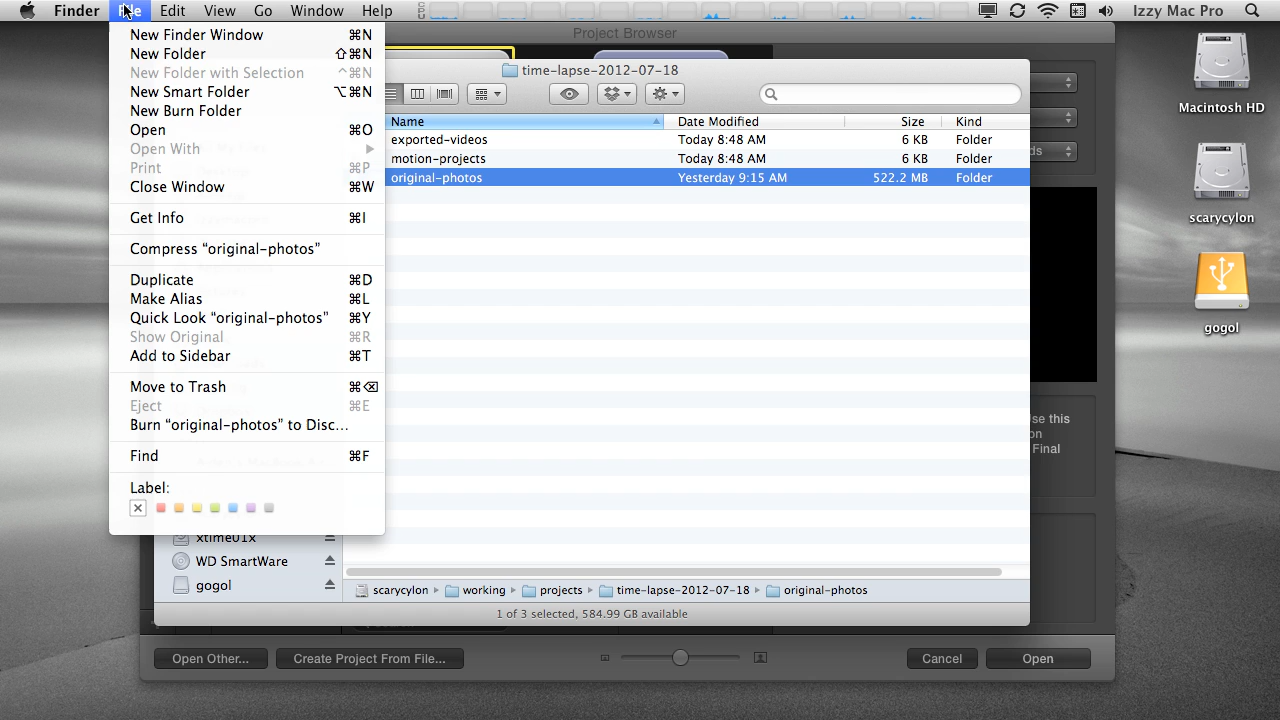 Finder File Edit View Go Window Help Izzy Mac Pro
New Finder Window ⌘N
New Folder ⇧⌘N
New Folder with Selection ^⌘N
New Smart Folder ⌥⌘N
New Burn Folder
Open ⌘O
Open With
Print ⌘P
Close Window ⌘W
Get Info ⌘I
Compress “original-photos”
Duplicate ⌘D
Make Alias ⌘L
Quick Look “original-photos” ⌘Y
Show Original ⌘R
Add to Sidebar ⌘T
Move to Trash ⌘⌫
Eject ⌘E
Burn “original-photos” to Disc...
Find ⌘F
Label:
Project Browser
time-lapse-2012-07-18
Name Date Modified Size Kind
exported-videos Today 8:48 AM 6 KB Folder
motion-projects Today 8:48 AM 6 KB Folder
original-photos Yesterday 9:15 AM 522.2 MB Folder
ds
se this
on
Final
xtime01x
WD SmartWare
gogol
scarycylon working projects time-lapse-2012-07-18 original-photos
1 of 3 selected, 584.99 GB available
Open Other... Create Project From File... Cancel Open
Macintosh HD
scarycylon
gogol